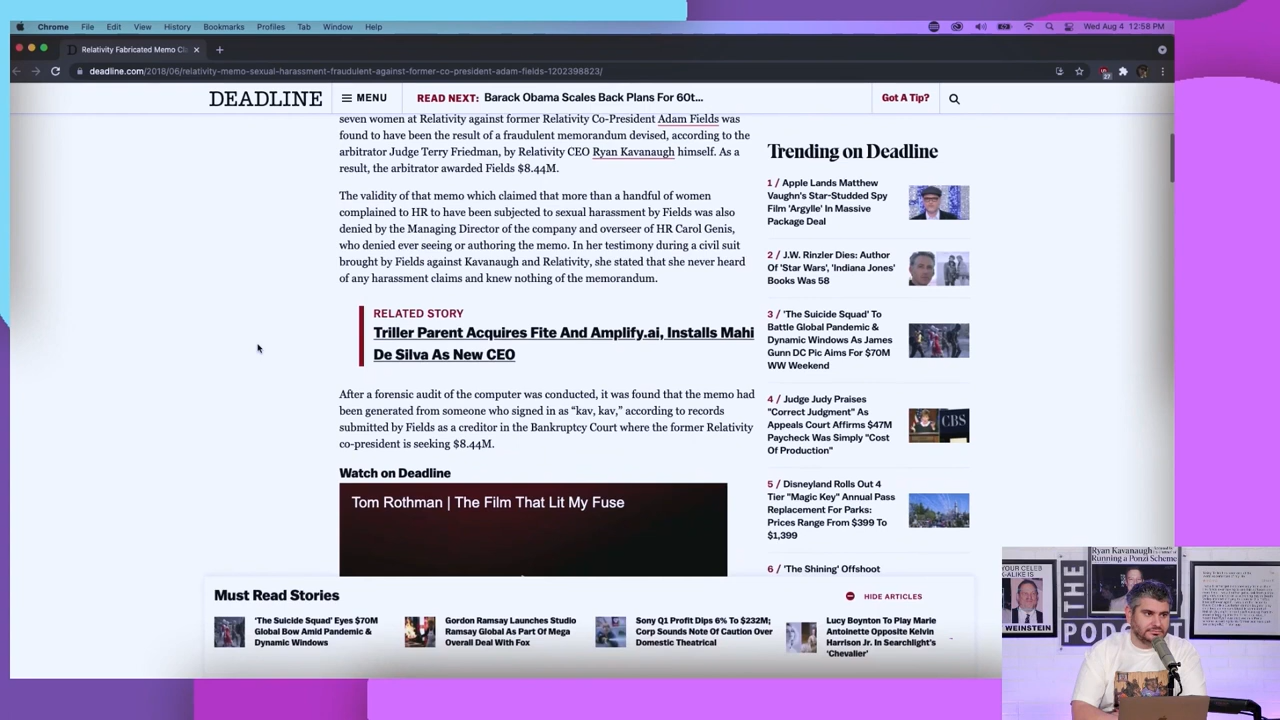 Chrome File Edit View History Bookmarks Profiles Tab Window Help
Wed Aug 4 12:58 PM
Relativity Fabricated Memo Cl
deadline.com/2018/06/relativity-memo-sexual-harassment-fraudulent-against-former-co-president-adam-fields-1202398823/
DEADLINE
MENU
READ NEXT: Barack Obama Scales Back Plans For 60t...
Got A Tip?
seven women at Relativity against former Relativity Co-President Adam Fields was
found to have been the result of a fraudulent memorandum devised, according to the
arbitrator Judge Terry Friedman, by Relativity CEO Ryan Kavanaugh himself. As a
result, the arbitrator awarded Fields $8.44M.
The validity of that memo which claimed that more than a handful of women
complained to HR to have been subjected to sexual harassment by Fields was also
denied by the Managing Director of the company and overseer of HR Carol Genis,
who denied ever seeing or authoring the memo. In her testimony during a civil suit
brought by Fields against Kavanaugh and Relativity, she stated that she never heard
of any harassment claims and knew nothing of the memorandum.
RELATED STORY
Triller Parent Acquires Fite And Amplify.ai, Installs Mahi
De Silva As New CEO
After a forensic audit of the computer was conducted, it was found that the memo had
been generated from someone who signed in as “kav, kav,” according to records
submitted by Fields as a creditor in the Bankruptcy Court where the former Relativity
co-president is seeking $8.44M.
Watch on Deadline
Tom Rothman | The Film That Lit My Fuse
Trending on Deadline
1 / Apple Lands Matthew
Vaughn's Star-Studded Spy
Film 'Argylle' In Massive
Package Deal
2 / J.W. Rinzler Dies: Author
Of 'Star Wars', 'Indiana Jones'
Books Was 58
3 / 'The Suicide Squad' To
Battle Global Pandemic &
Dynamic Windows As James
Gunn DC Pic Aims For $70M
WW Weekend
4 / Judge Judy Praises
"Correct Judgment" As
Appeals Court Affirms $47M
Paycheck Was Simply "Cost
Of Production"
CBS
5 / Disneyland Rolls Out 4
Tier "Magic Key" Annual Pass
Replacement For Parks:
Prices Range From $399 To
$1,399
6 / 'The Shining' Offshoot
Must Read Stories
HIDE ARTICLES
'The Suicide Squad' Eyes $70M
Global Bow Amid Pandemic &
Dynamic Windows
Gordon Ramsay Launches Studio
Ramsay Global As Part Of Mega
Overall Deal With Fox
Sony Q1 Profit Dips 6% To $232M;
Corp Sounds Note Of Caution Over
Domestic Theatrical
Lucy Boynton To Play Marie
Antoinette Opposite Kelvin
Harrison Jr. In Searchlight's
'Chevalier'
YOUR CELEB
K-ALIKE IS
WEINSTEIN
THE
PODC
Ryan Kavanaugh
Running a Ponzi Scheme